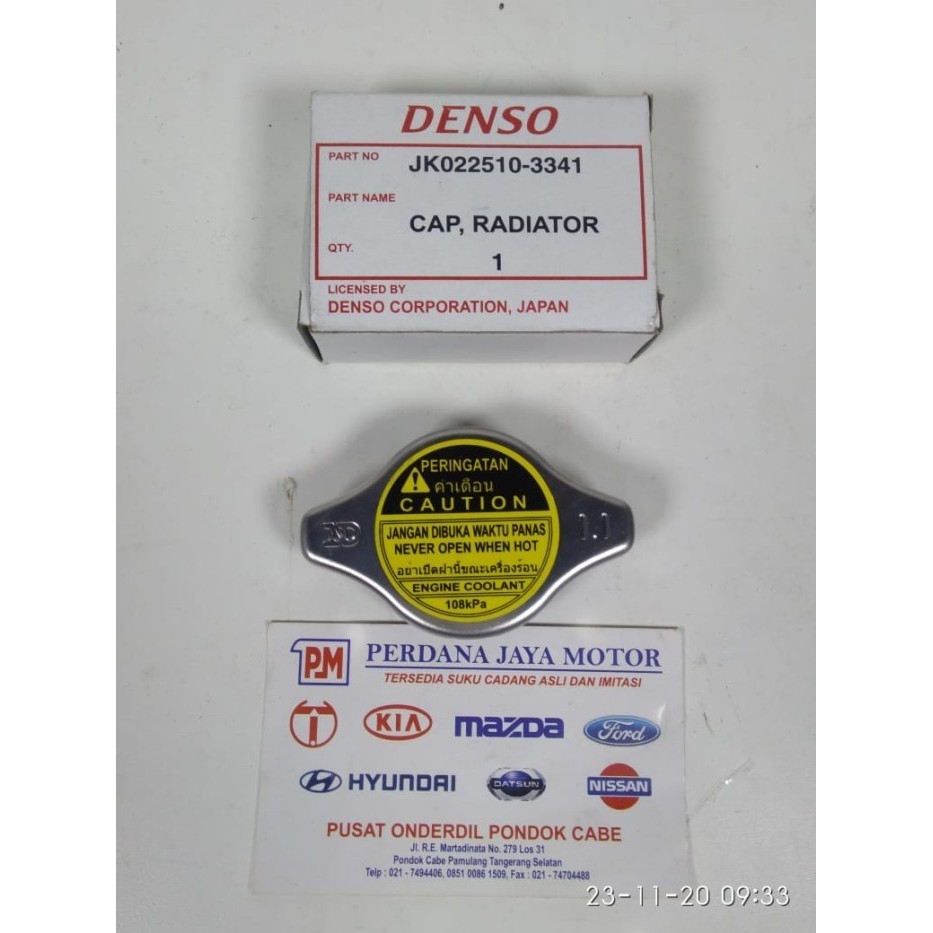 DENSO
PART NO JK022510-3341
PART NAME
CAP, RADIATOR
QTY.
1
LICENSED BY
DENSO CORPORATION, JAPAN
PERINGATAN
คำเตือน
CAUTION
1.1
JANGAN DIBUKA WAKTU PANAS
NEVER OPEN WHEN HOT
อย่าเปิดฝานี้ขณะเครื่องร้อน
ENGINE COOLANT
108kPa
PJM PERDANA JAYA MOTOR
TERSEDIA SUKU CADANG ASLI DAN IMITASI
KIA mazda Ford
HYUNDAI DATSUN NISSAN
PUSAT ONDERDIL PONDOK CABE
Jl. R.E. Martadinata No. 279 Los 31
Pondok Cabe Pamulang Tangerang Selatan
Telp : 021 - 7494406, 0851 0086 1509, Fax : 021 - 74704488
23-11-20 09:33